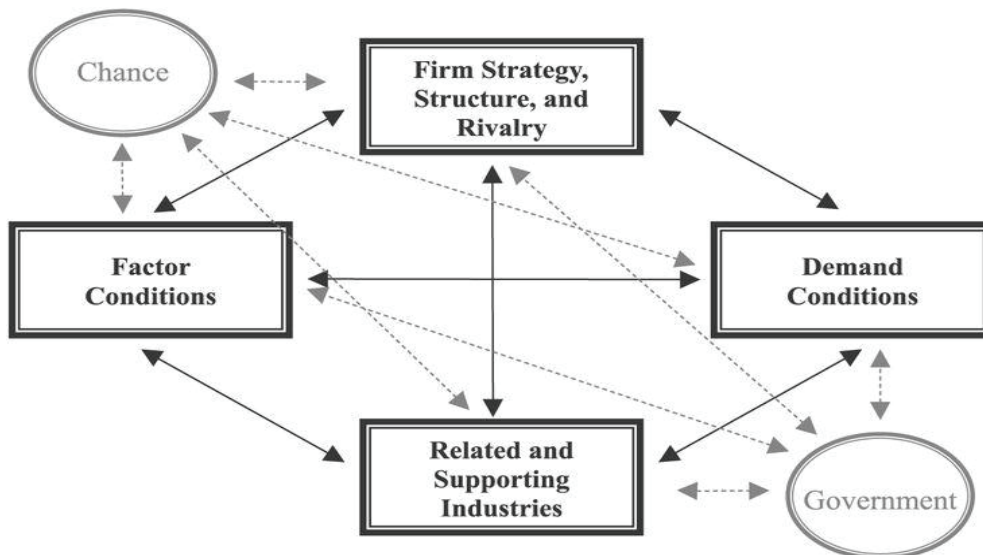 Chance
Firm Strategy,
Structure, and
Rivalry
Factor
Conditions
Demand
Conditions
Related and
Supporting
Industries
Government